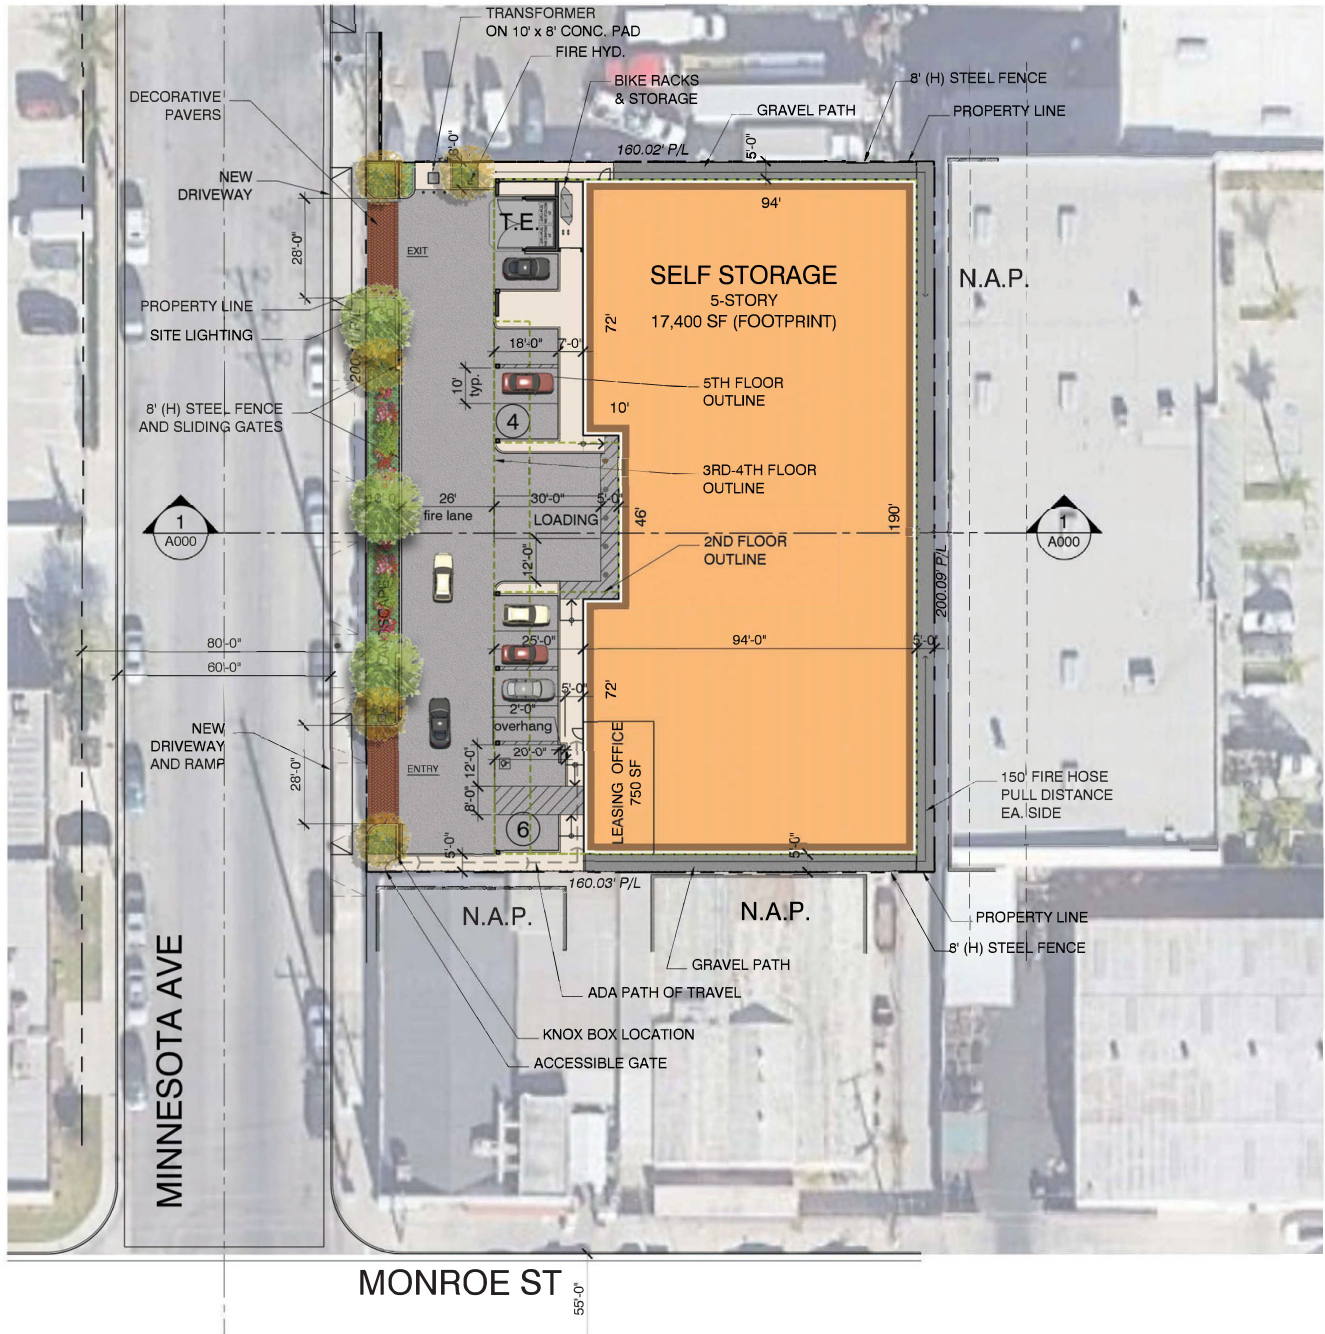 TRANSFORMER
ON 10' x 8' CONC. PAD
FIRE HYD.
BIKE RACKS
& STORAGE
8' (H) STEEL FENCE
GRAVEL PATH
PROPERTY LINE
DECORATIVE
PAVERS
160.02' P/L
5'-0"
NEW
DRIVEWAY
94'
T.E.
28'-0"
EXIT
SELF STORAGE
5-STORY
17,400 SF (FOOTPRINT)
N.A.P.
PROPERTY LINE
SITE LIGHTING
72'
18'-0"
7'-0"
10'
typ.
5TH FLOOR
OUTLINE
8' (H) STEEL FENCE
AND SLIDING GATES
10'
4
3RD-4TH FLOOR
OUTLINE
26'
fire lane
30'-0"
5'-0"
LOADING
46'
190'
1
A000
1
A000
2ND FLOOR
OUTLINE
12'-0"
200.09' P/L
80'-0"
60'-0"
25'-0"
94'-0"
5'-0"
5'-0"
72'
2'-0"
overhang
NEW
DRIVEWAY
AND RAMP
20'-0"
12'-0"
ENTRY
28'-0"
8'-0"
LEASING OFFICE
750 SF
150' FIRE HOSE
PULL DISTANCE
EA. SIDE
6
5'-0"
5'-0"
160.03' P/L
N.A.P.
N.A.P.
PROPERTY LINE
8' (H) STEEL FENCE
GRAVEL PATH
ADA PATH OF TRAVEL
KNOX BOX LOCATION
ACCESSIBLE GATE
MINNESOTA AVE
MONROE ST
55'-0"